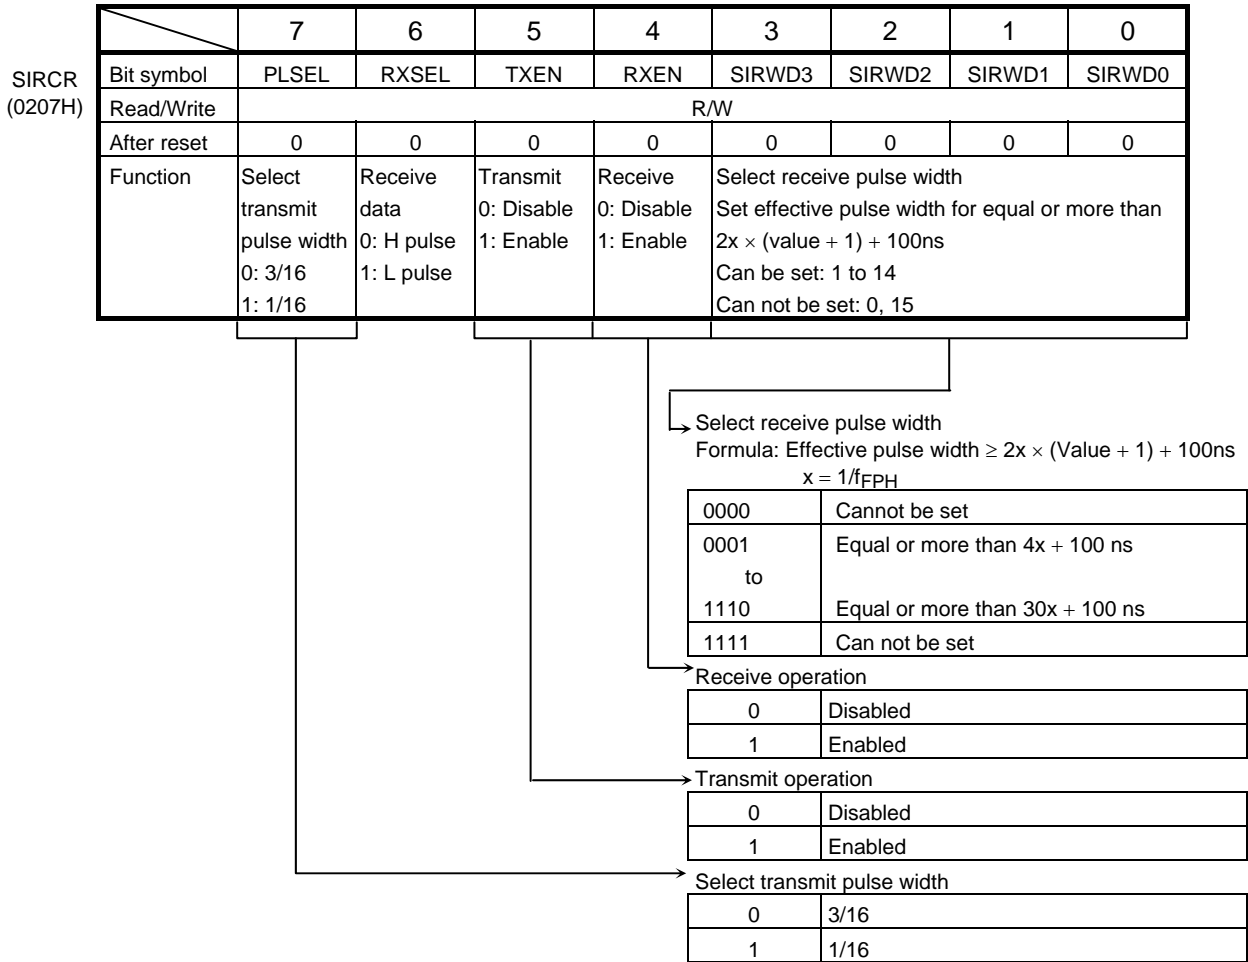 7 6 5 4 3 2 1 0
SIRCR
(0207H)
Bit symbol PLSEL RXSEL TXEN RXEN SIRWD3 SIRWD2 SIRWD1 SIRWD0
Read/Write R/W
After reset 0 0 0 0 0 0 0 0
Function
Select
transmit
pulse width
0: 3/16
1: 1/16
Receive
data
0: H pulse
1: L pulse
Transmit
0: Disable
1: Enable
Receive
0: Disable
1: Enable
Select receive pulse width
Set effective pulse width for equal or more than
2x × (value + 1) + 100ns
Can be set: 1 to 14
Can not be set: 0, 15
Select receive pulse width
Formula: Effective pulse width ≥ 2x × (Value + 1) + 100ns
x = 1/fFPH
0000 Cannot be set
0001 Equal or more than 4x + 100 ns
to
1110 Equal or more than 30x + 100 ns
1111 Can not be set
Receive operation
0 Disabled
1 Enabled
Transmit operation
0 Disabled
1 Enabled
Select transmit pulse width
0 3/16
1 1/16